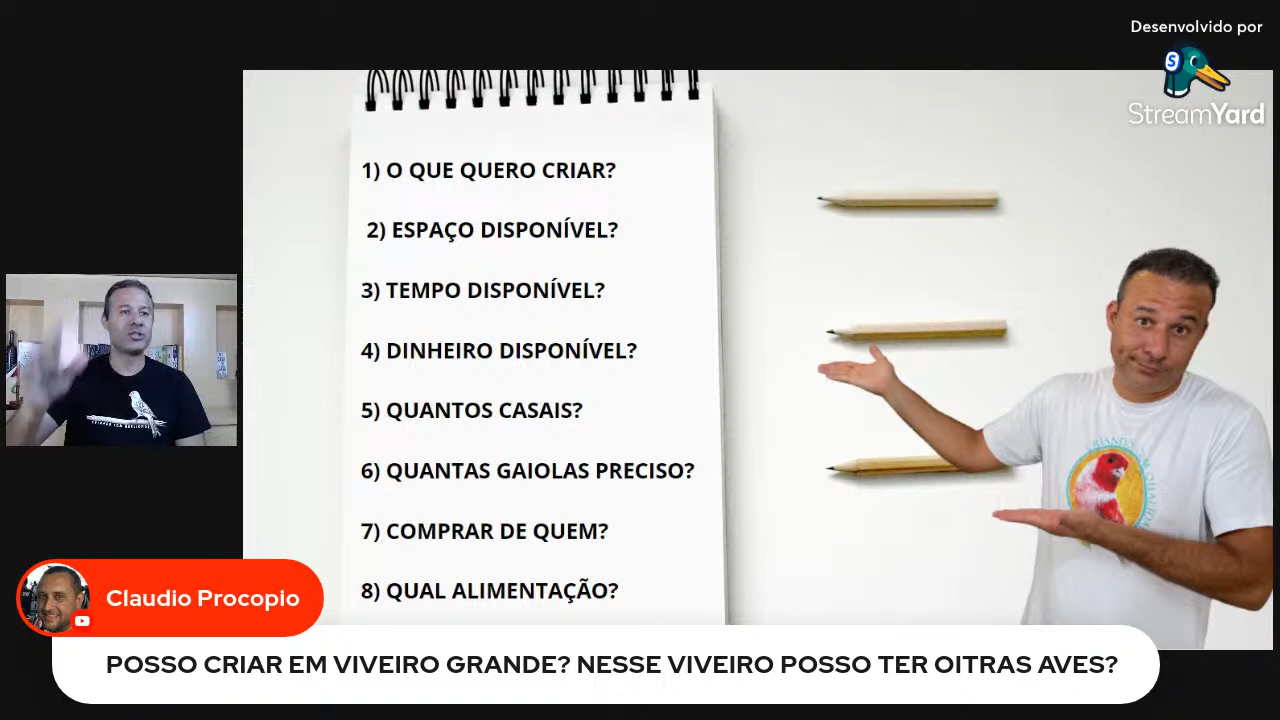 Desenvolvido por
S
StreamYard
1) O QUE QUERO CRIAR?
2) ESPAÇO DISPONÍVEL?
3) TEMPO DISPONÍVEL?
4) DINHEIRO DISPONÍVEL?
5) QUANTOS CASAIS?
6) QUANTAS GAIOLAS PRECISO?
7) COMPRAR DE QUEM?
8) QUAL ALIMENTAÇÃO?
Claudio Procopio
POSSO CRIAR EM VIVEIRO GRANDE? NESSE VIVEIRO POSSO TER OITRAS AVES?